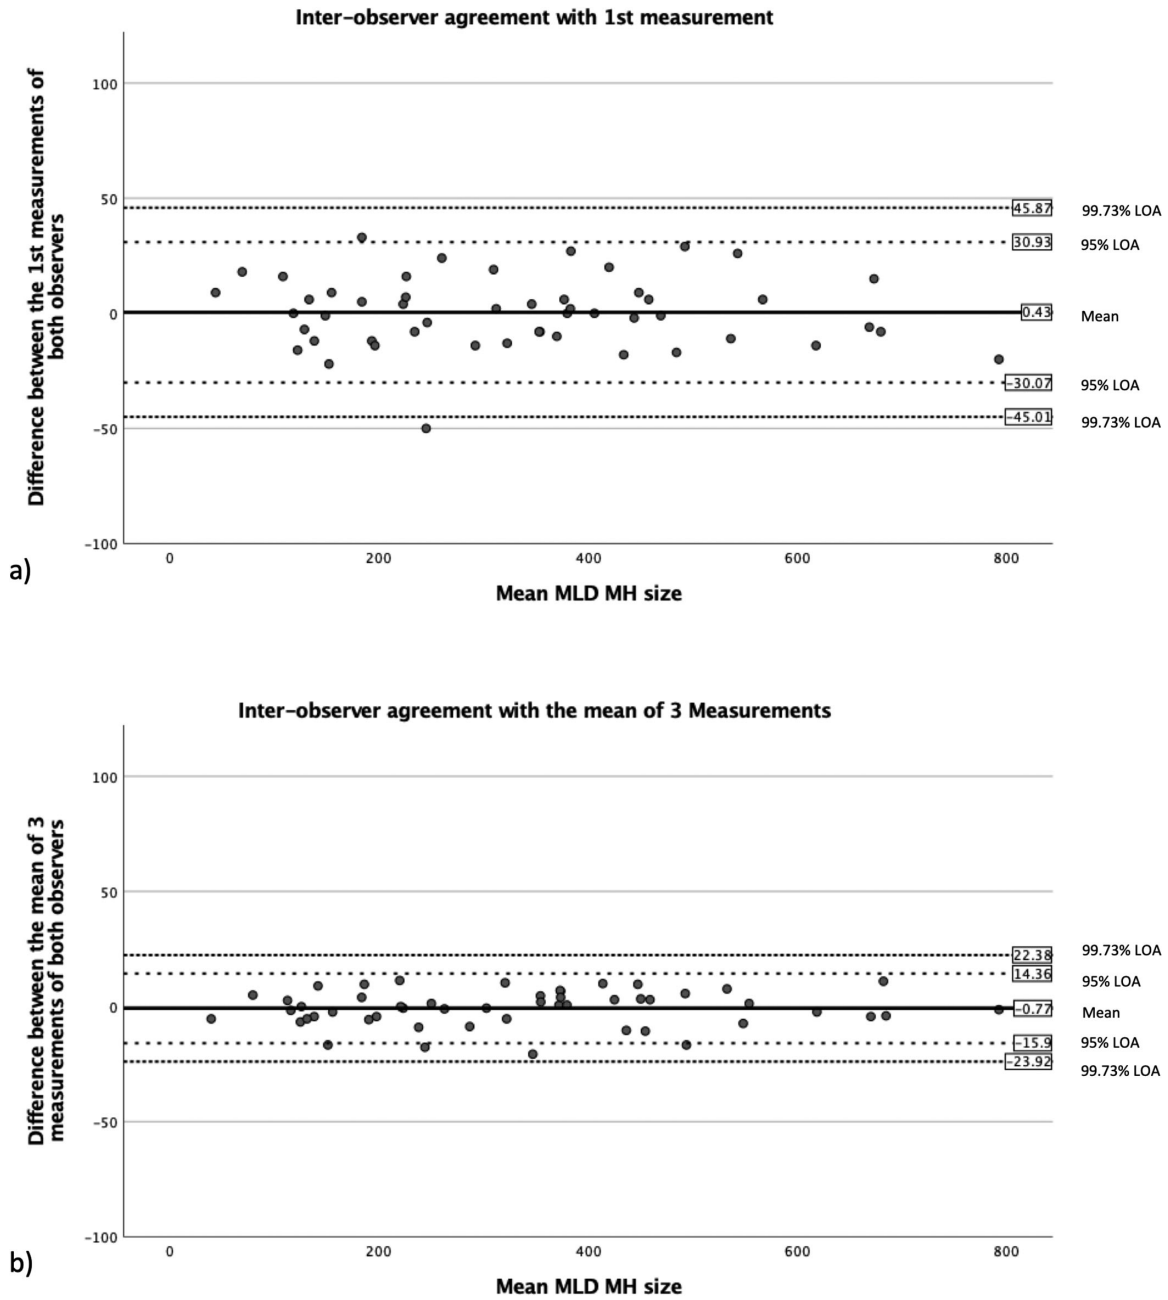 Inter-observer agreement with 1st measurement
Difference between the 1st measurements of
both observers
100
50
0
−50
−100
45.87
99.73% LOA
30.93
95% LOA
0.43
Mean
−30.07
95% LOA
−45.01
99.73% LOA
0
200
400
600
800
Mean MLD MH size
a)
Inter-observer agreement with the mean of 3 Measurements
Difference between the mean of 3
measurements of both observers
100
50
0
−50
−100
22.38
99.73% LOA
14.36
95% LOA
−0.77
Mean
−15.9
95% LOA
−23.92
99.73% LOA
0
200
400
600
800
Mean MLD MH size
b)